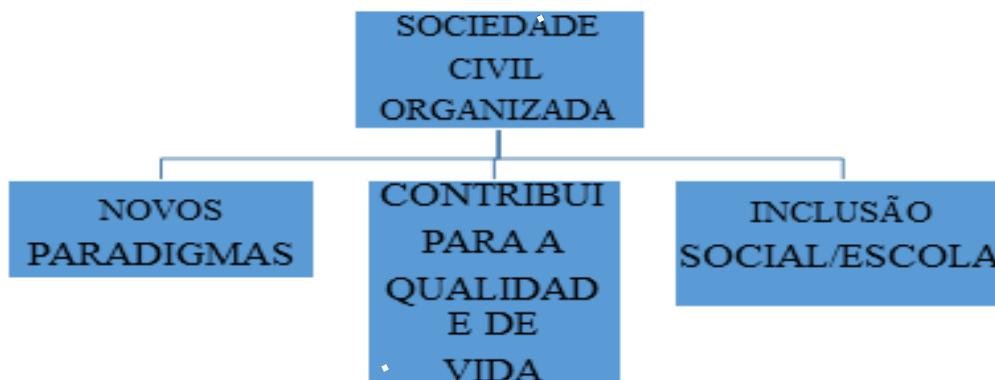 SOCIEDADE
CIVIL
ORGANIZADA
NOVOS
PARADIGMAS
CONTRIBUI
PARA A
QUALIDAD
E DE
VIDA
INCLUSÃO
SOCIAL/ESCOLA